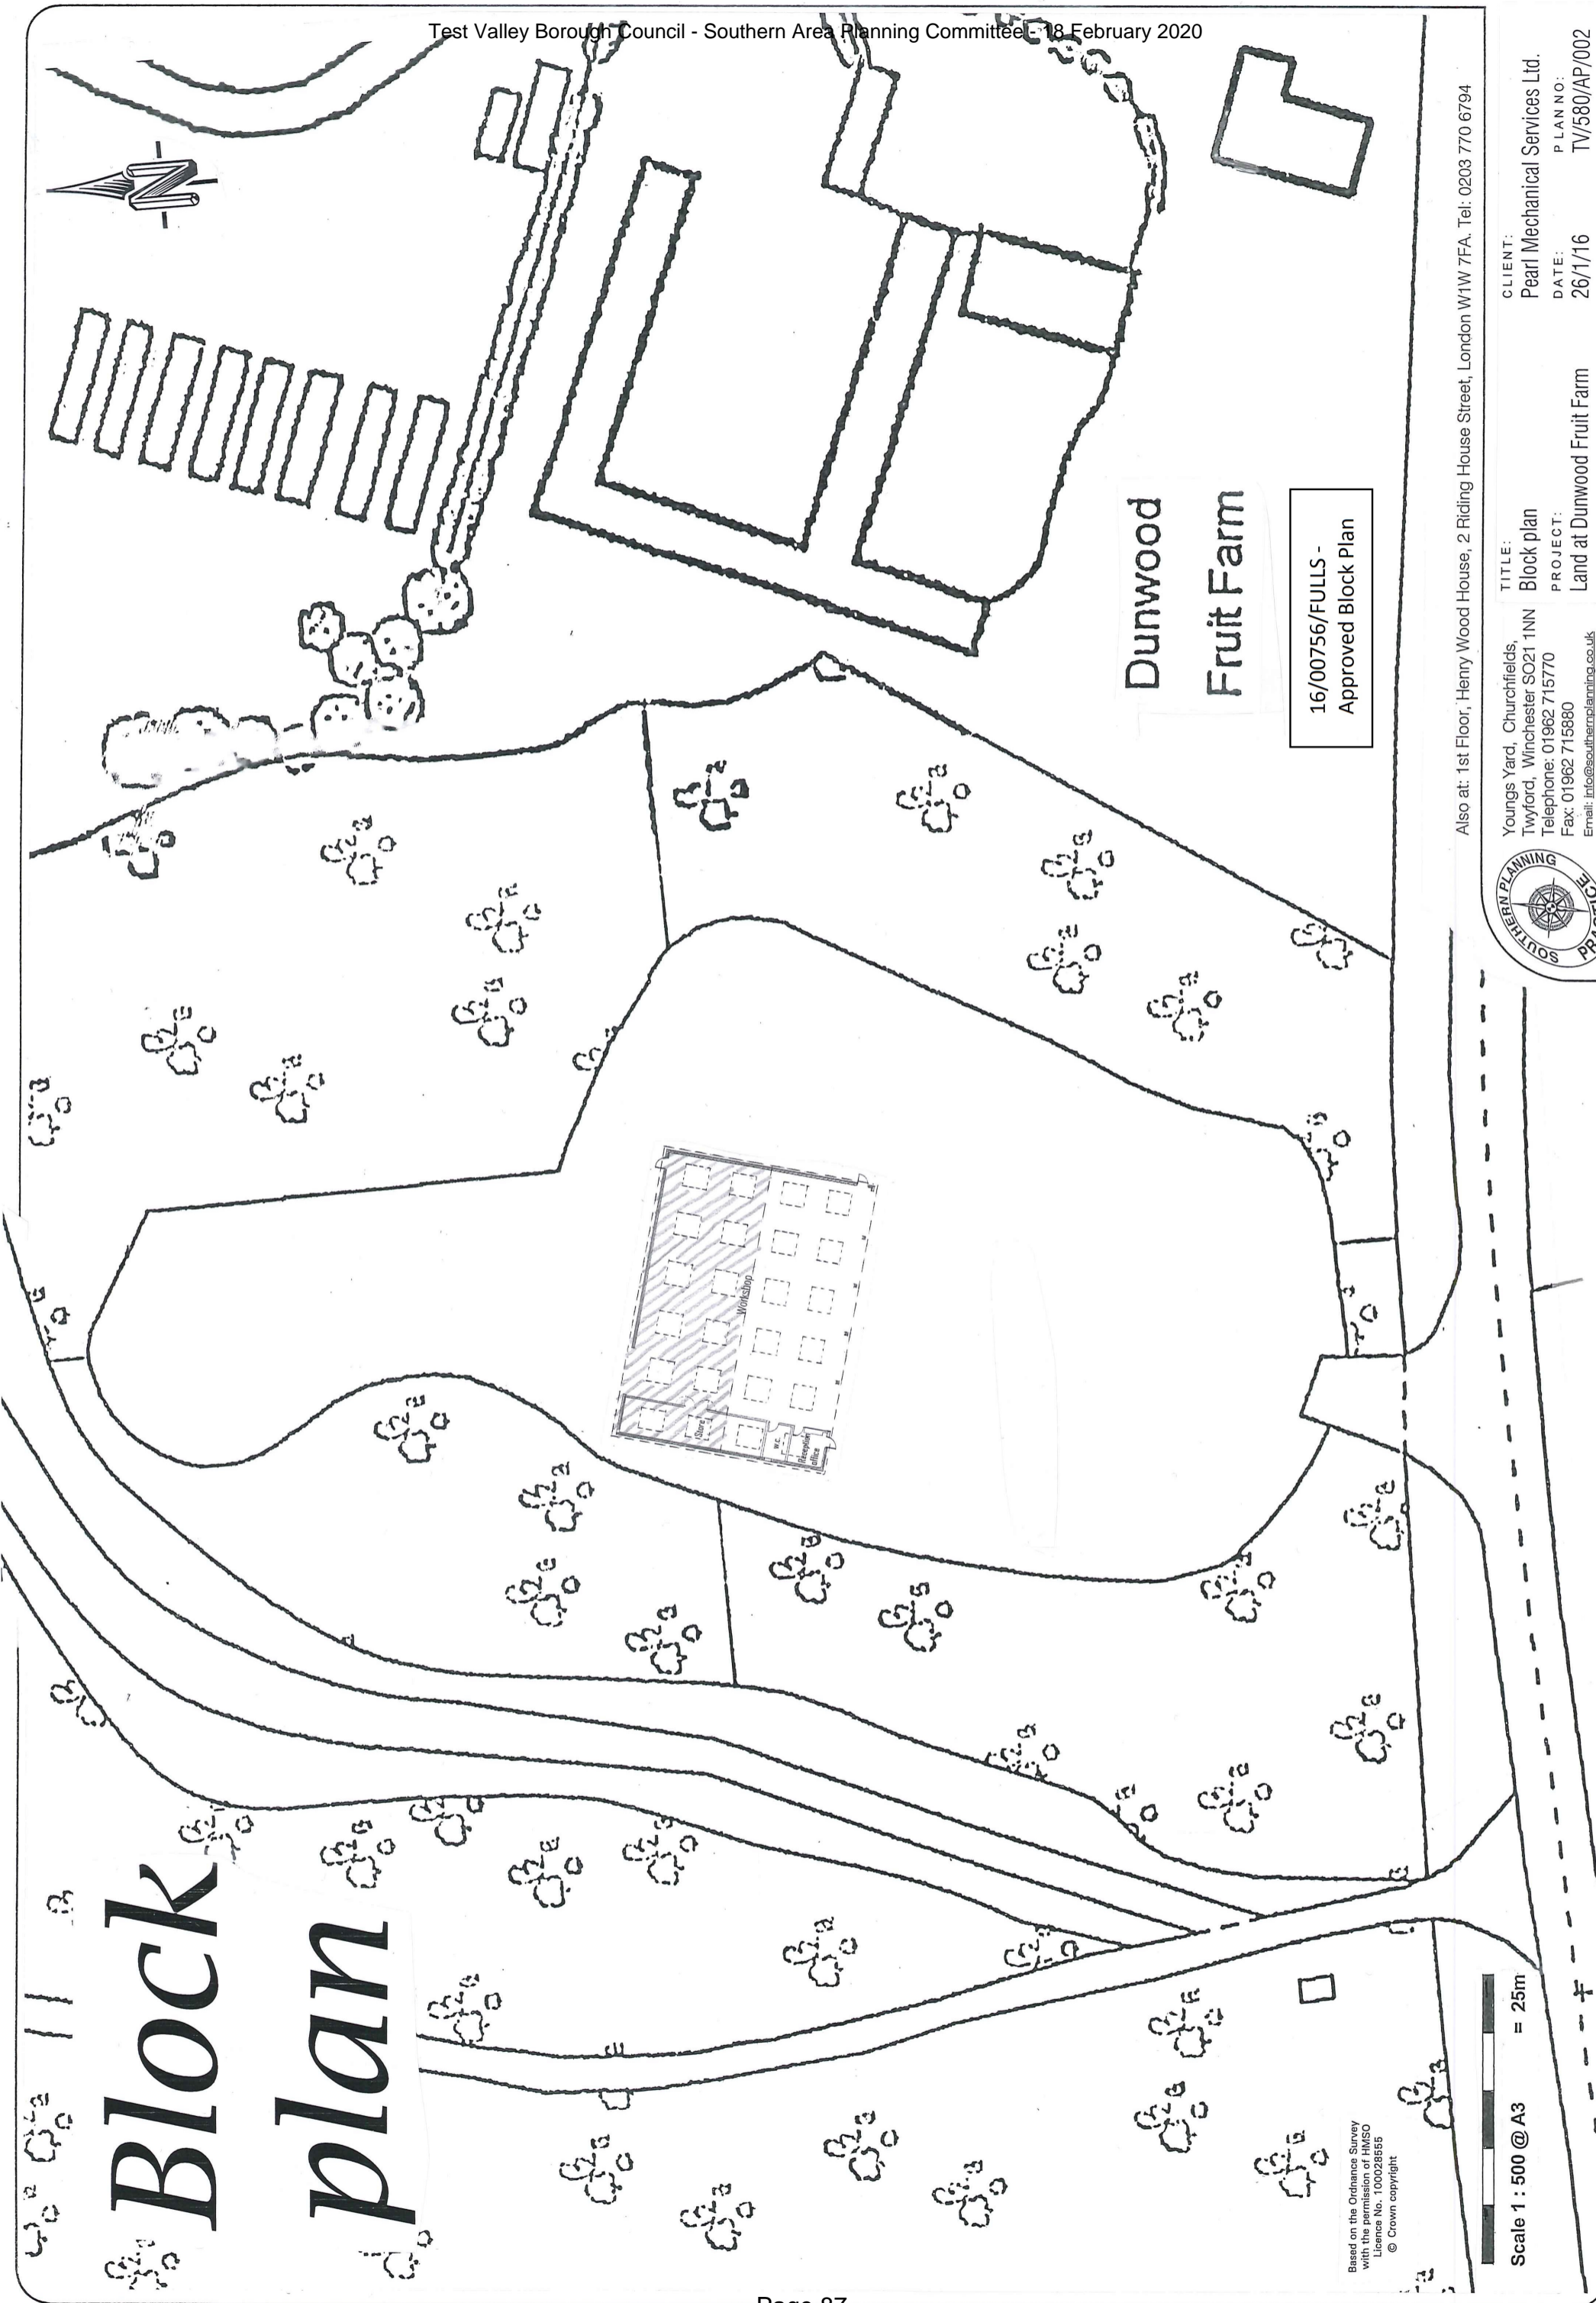 Test Valley Borough Council - Southern Area Planning Committee - 18 February 2020
N
Block
plan
Workshop
Store
W.C.
Reception
office
Dunwood
Fruit Farm
16/00756/FULLS -
Approved Block Plan
Based on the Ordnance Survey
with the permission of HMSO
Licence No. 100028555
© Crown copyright
Scale 1 : 500 @ A3 = 25m
Also at: 1st Floor, Henry Wood House, 2 Riding House Street, London W1W 7FA. Tel: 0203 770 6794
SOUTHERN PLANNING
Youngs Yard, Churchfields,
Twyford, Winchester SO21 1NN
Telephone: 01962 715770
Fax: 01962 715880
Email: info@southernplanning.co.uk
TITLE:
Block plan
PROJECT:
Land at Dunwood Fruit Farm
CLIENT:
Pearl Mechanical Services Ltd.
DATE:
26/1/16
PLAN NO:
TV/580/AP/002